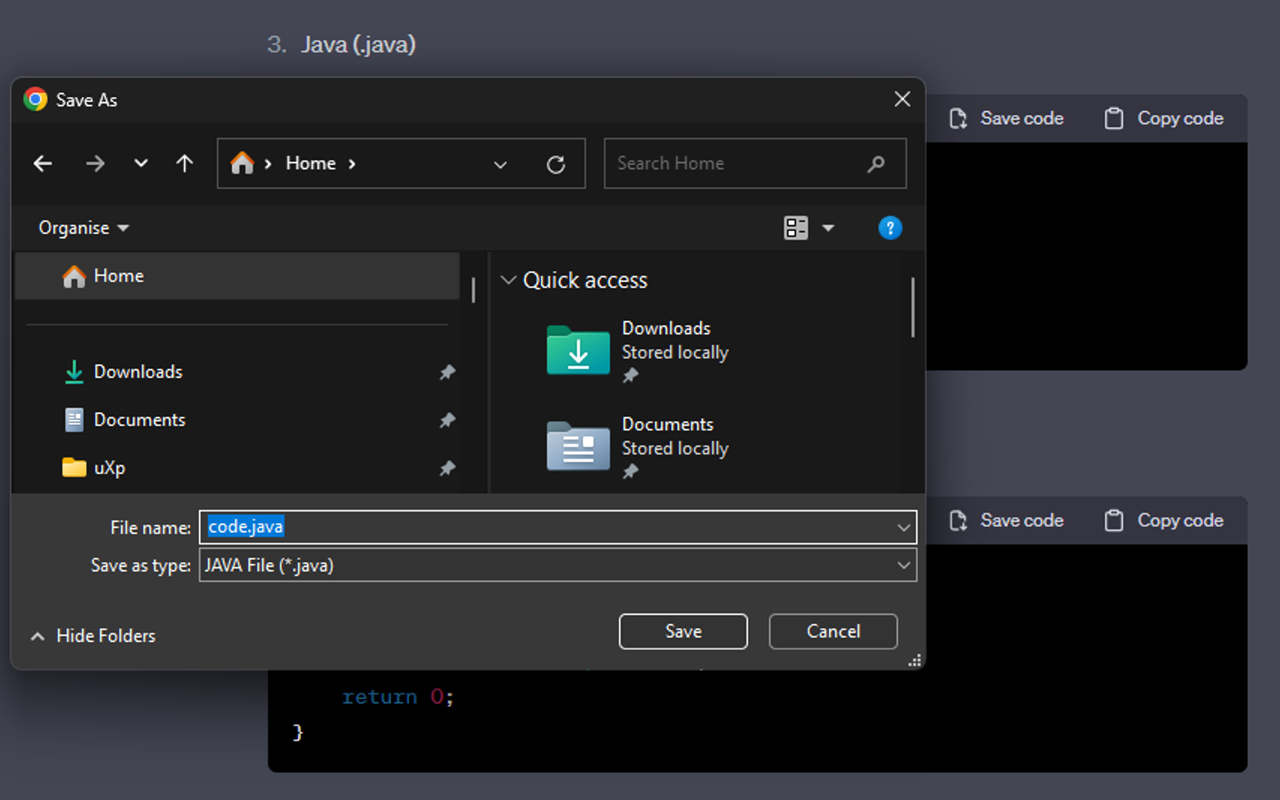 3. Java (.java)
Save As
Save code
Copy code
Home
Search Home
Organise
?
Home
Quick access
Downloads
Stored locally
Downloads
Documents
Documents
Stored locally
uXp
File name: code.java
Save code
Copy code
Save as type: JAVA File (*.java)
Hide Folders
Save
Cancel
return 0;
}